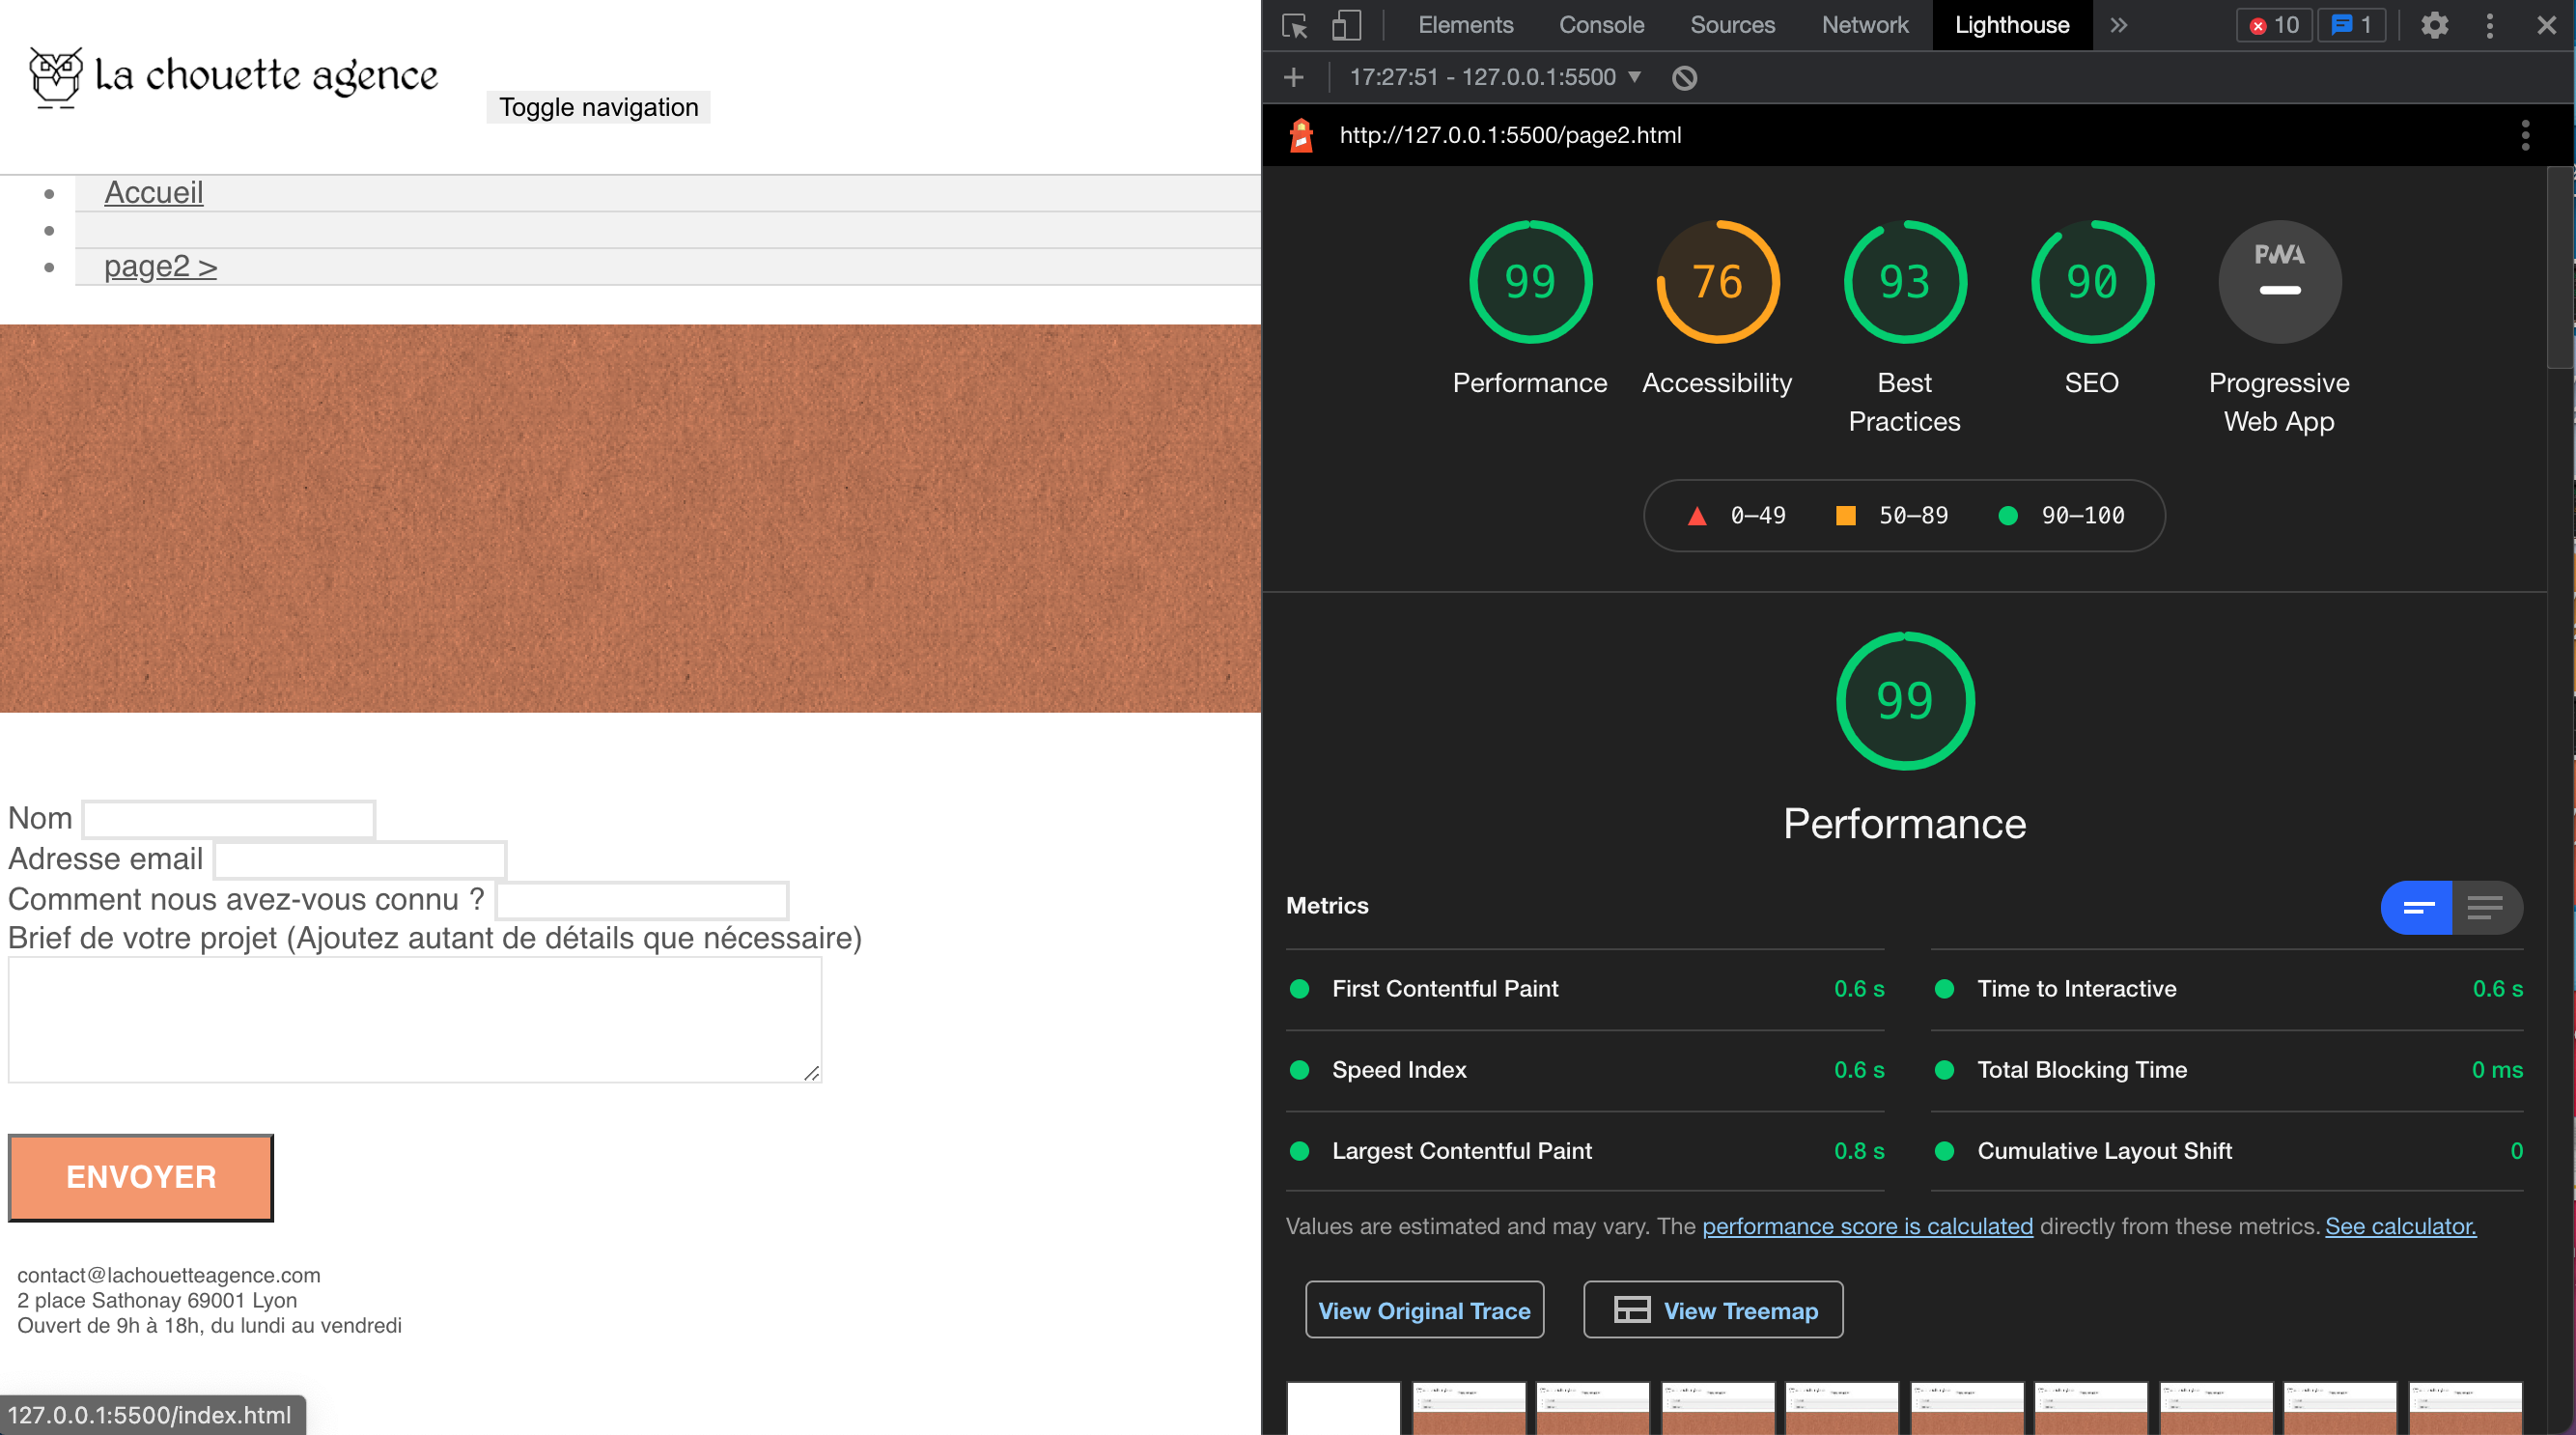 La chouette agence
Toggle navigation
Accueil
page2 >
Nom
Adresse email
Comment nous avez-vous connu ?
Brief de votre projet (Ajoutez autant de détails que nécessaire)
ENVOYER
contact@lachouetteagence.com
2 place Sathonay 69001 Lyon
Ouvert de 9h à 18h, du lundi au vendredi
127.0.0.1:5500/index.html
Elements Console Sources Network Lighthouse 10 1
17:27:51 - 127.0.0.1:5500
http://127.0.0.1:5500/page2.html
99 76 93 90 PWA
Performance Accessibility Best Practices SEO Progressive Web App
0–49 50–89 90–100
99
Performance
Metrics
First Contentful Paint 0.6 s
Time to Interactive 0.6 s
Speed Index 0.6 s
Total Blocking Time 0 ms
Largest Contentful Paint 0.8 s
Cumulative Layout Shift 0
Values are estimated and may vary. The performance score is calculated directly from these metrics. See calculator.
View Original Trace
View Treemap